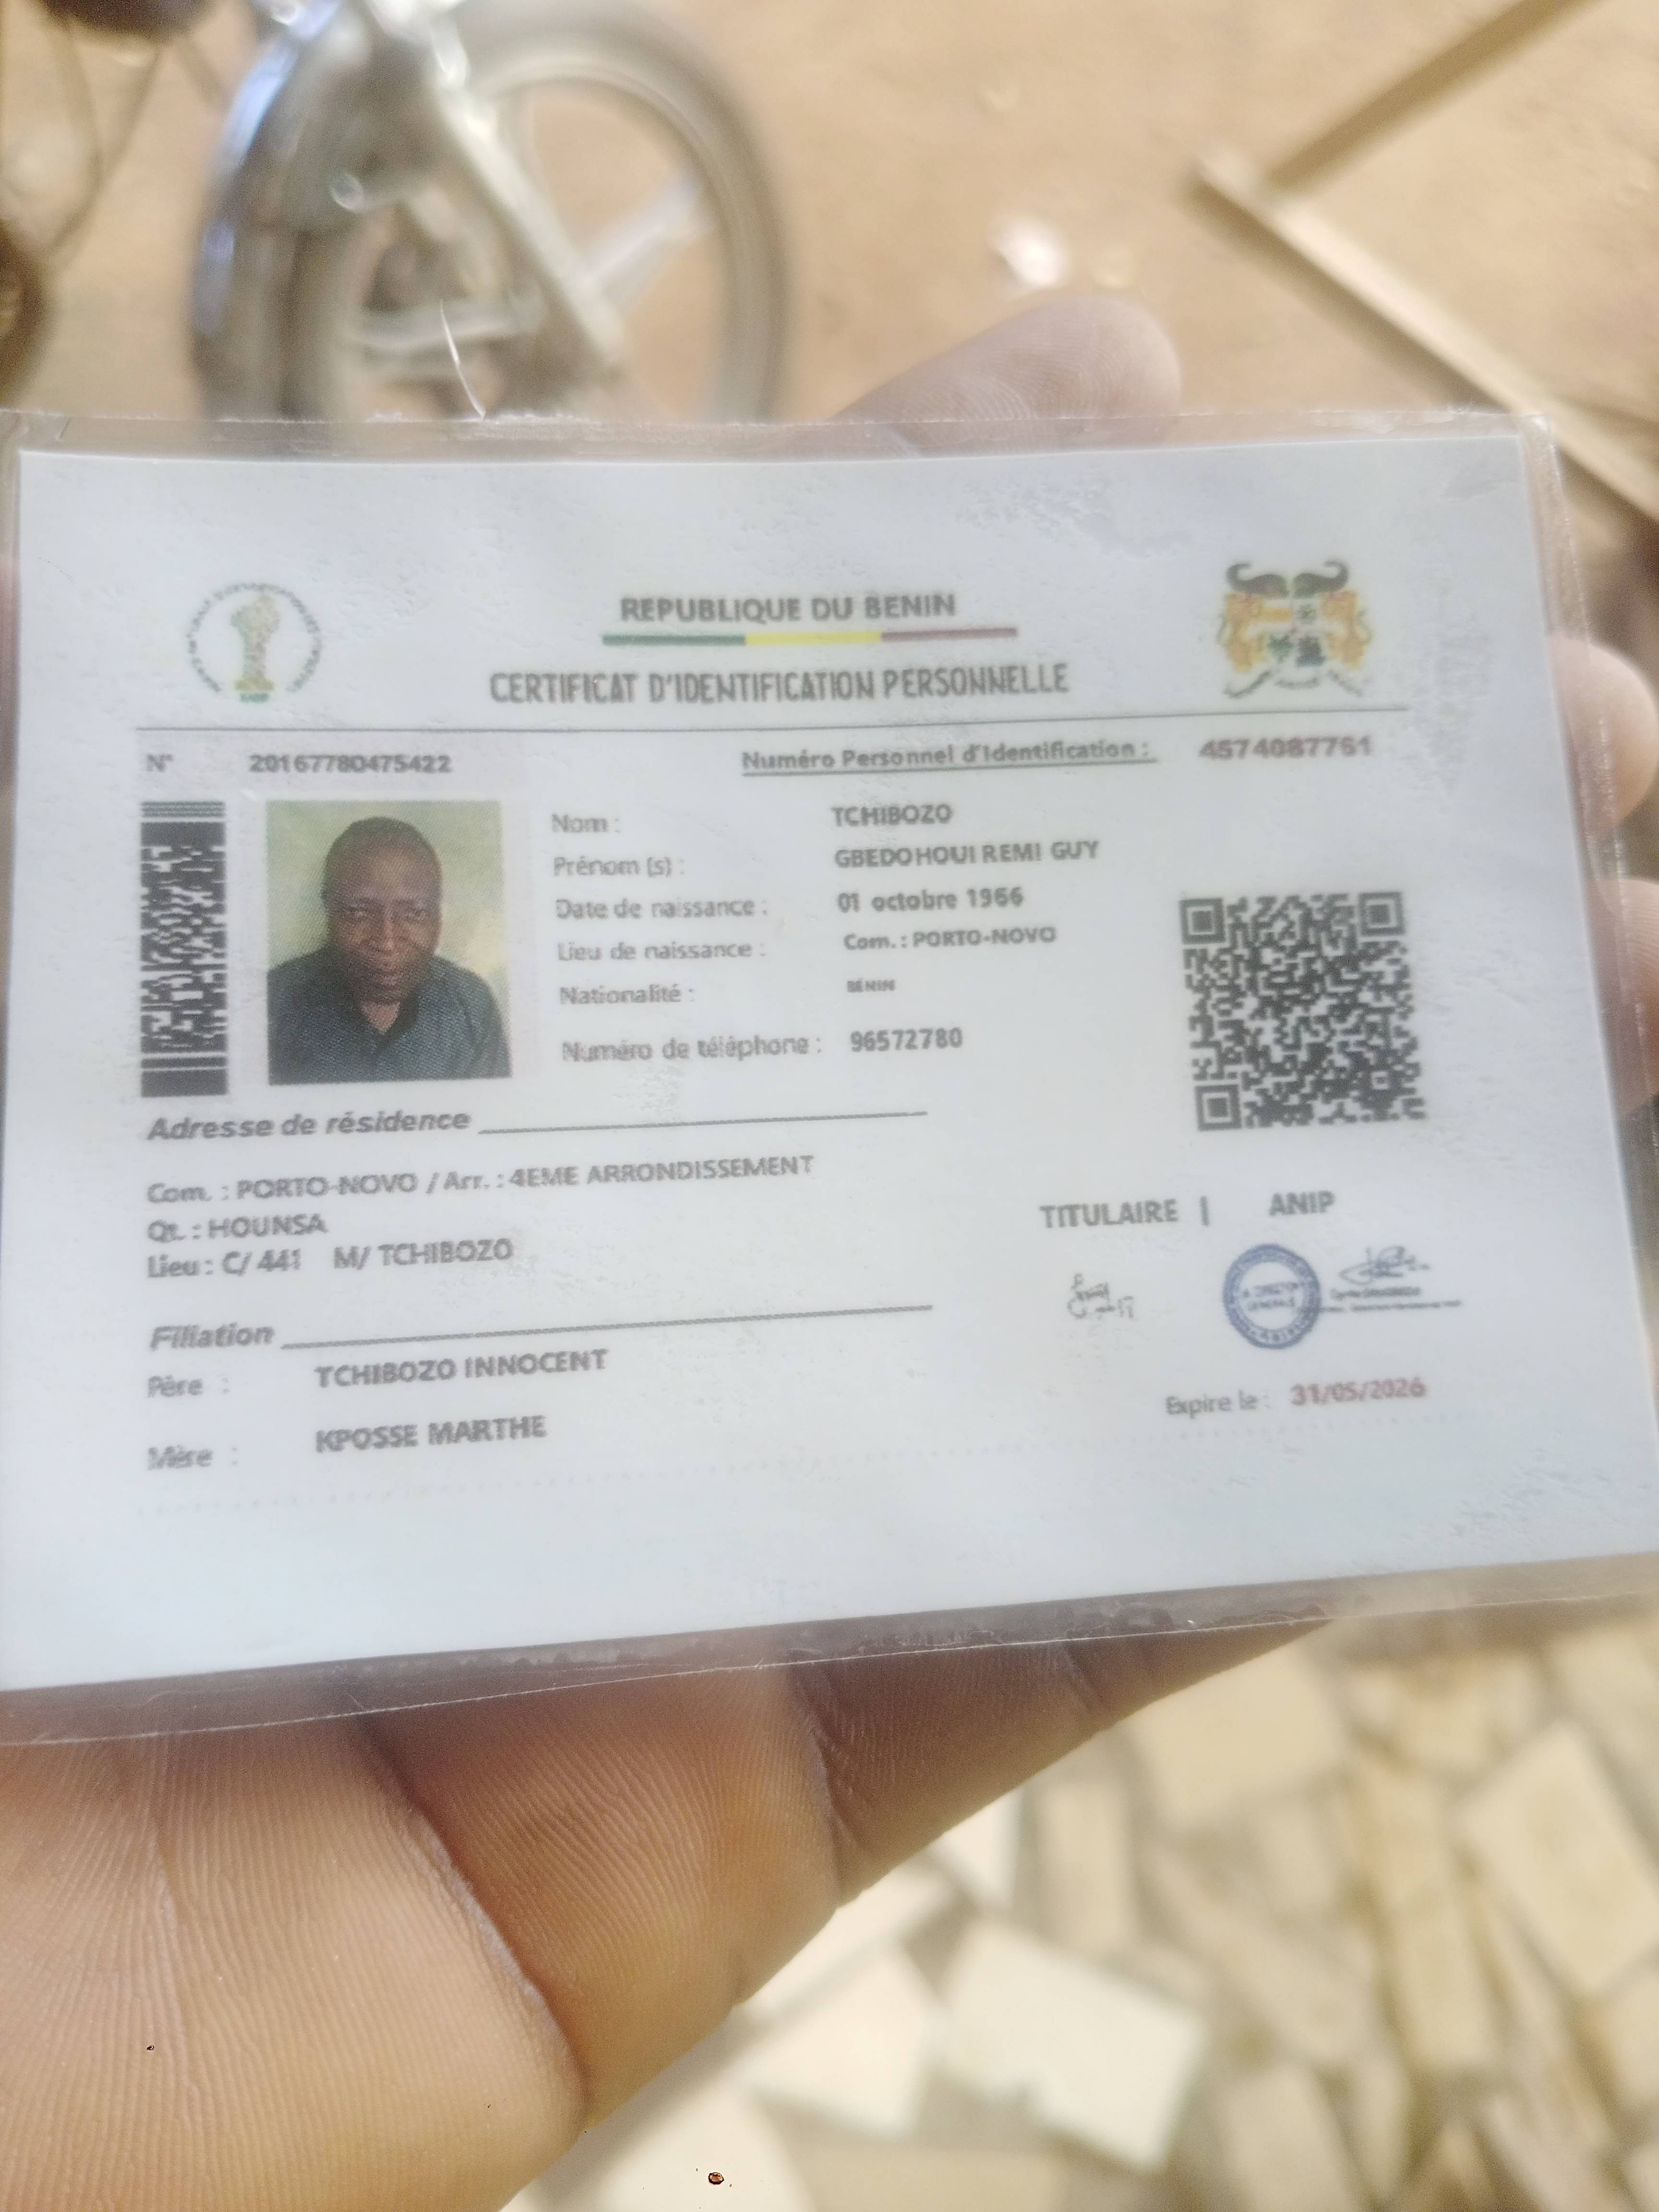 REPUBLIQUE DU BENIN
CERTIFICAT D'IDENTIFICATION PERSONNELLE
N° 20167780475422 Numéro Personnel d'Identification : 4574087761
Nom : TCHIBOZO
Prénom (s) : GBEDOHOUI REMI GUY
Date de naissance : 01 octobre 1966
Lieu de naissance : Com. : PORTO-NOVO
Nationalité : BENIN
Numéro de téléphone : 96572780
Adresse de résidence
Com. : PORTO-NOVO / Arr. : 4EME ARRONDISSEMENT
Qt. : HOUNSA
Lieu : C/ 441 M/ TCHIBOZO
TITULAIRE | ANIP
Filiation
Père : TCHIBOZO INNOCENT
Mère : KPOSSE MARTHE
Expire le : 31/05/2026